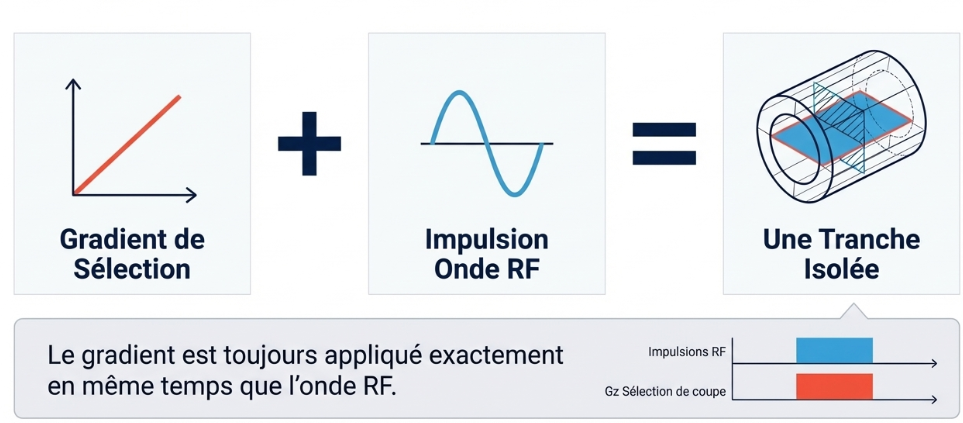 Gradient de
Sélection
Impulsion
Onde RF
Une Tranche
Isolée
Le gradient est toujours appliqué exactement
en même temps que l'onde RF.
Impulsions RF
Gz Sélection de coupe